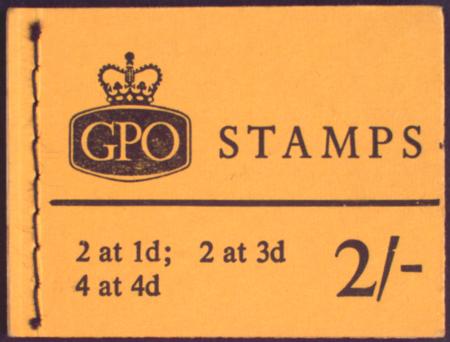 GPO STAMPS
2 at 1d; 2 at 3d
4 at 4d
2/-